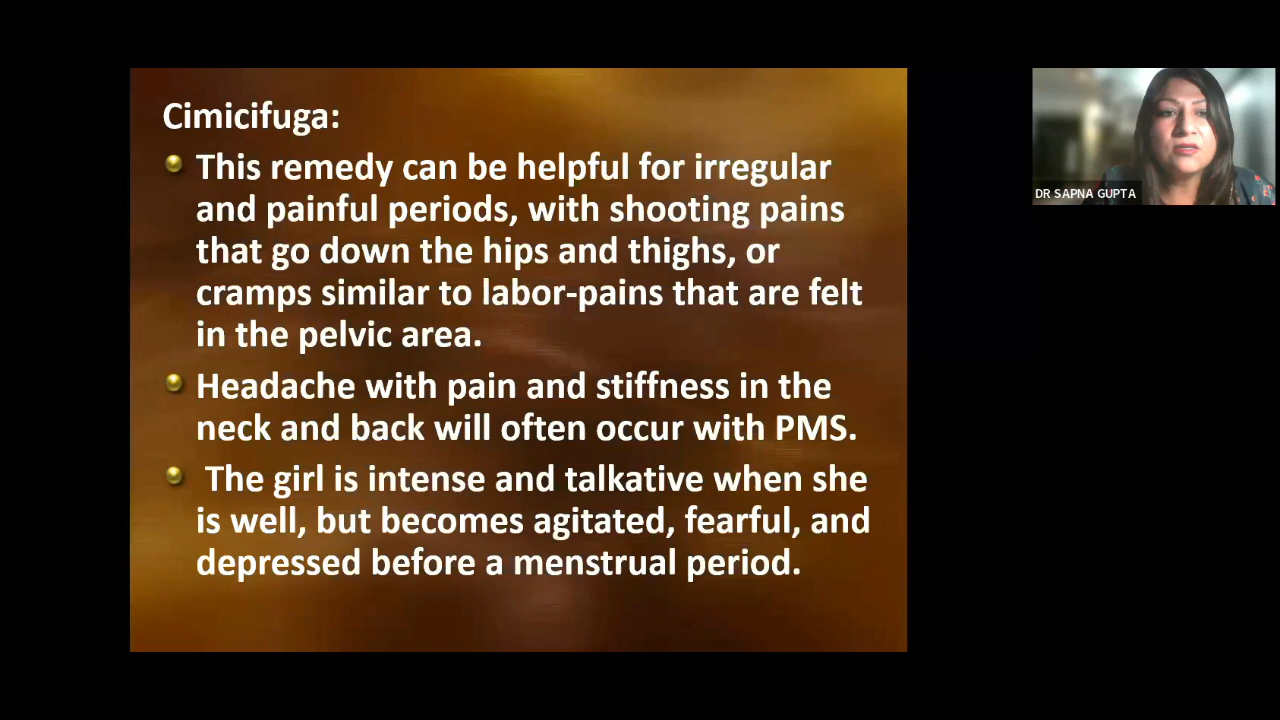 Cimicifuga:
This remedy can be helpful for irregular
and painful periods, with shooting pains
that go down the hips and thighs, or
cramps similar to labor-pains that are felt
in the pelvic area.
Headache with pain and stiffness in the
neck and back will often occur with PMS.
The girl is intense and talkative when she
is well, but becomes agitated, fearful, and
depressed before a menstrual period.
DR SAPNA GUPTA